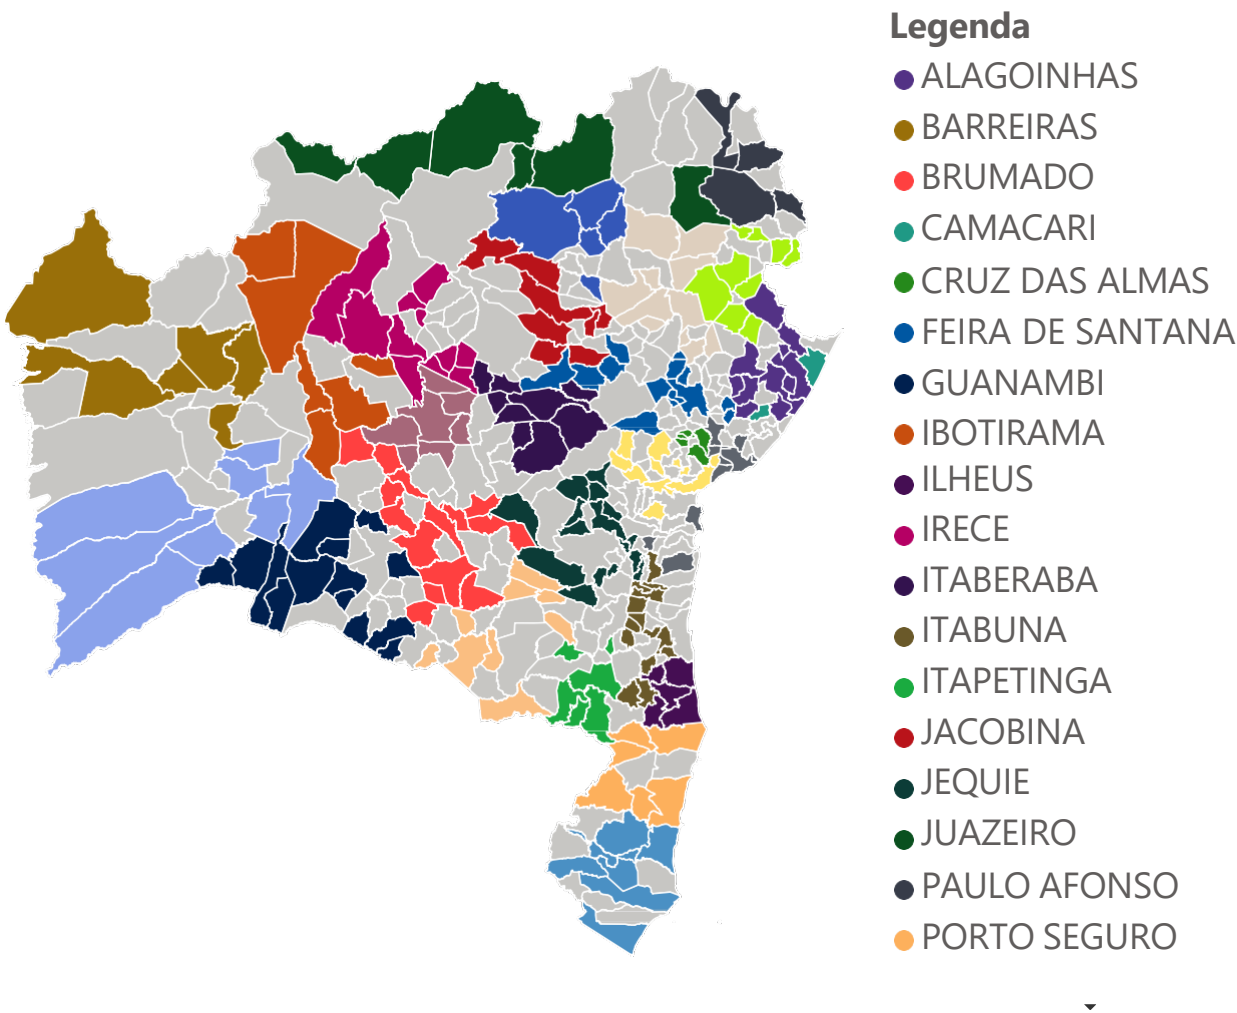 Legenda
ALAGOINHAS
BARREIRAS
BRUMADO
CAMACARI
CRUZ DAS ALMAS
FEIRA DE SANTANA
GUANAMBI
IBOTIRAMA
ILHEUS
IRECE
ITABERABA
ITABUNA
ITAPETINGA
JACOBINA
JEQUIE
JUAZEIRO
PAULO AFONSO
PORTO SEGURO